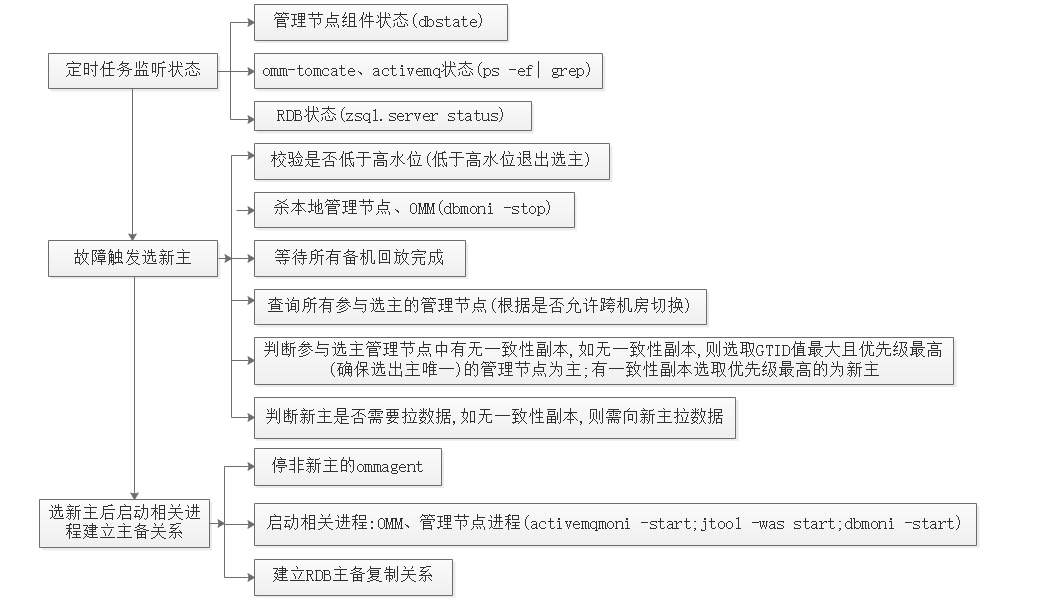 管理节点组件状态(dbstate)
定时任务监听状态
omm-tomcate、activemq状态(ps -ef| grep)
RDB状态(zsql.server status)
校验是否低于高水位(低于高水位退出选主)
杀本地管理节点、OMM(dbmoni -stop)
故障触发选新主
等待所有备机回放完成
查询所有参与选主的管理节点(根据是否允许跨机房切换)
判断参与选主管理节点中有无一致性副本,如无一致性副本,则选取GTID值最大且优先级最高
(确保选出主唯一)的管理节点为主;有一致性副本选取优先级最高的为新主
判断新主是否需要拉数据,如无一致性副本,则需向新主拉数据
停非新主的ommagent
选新主后启动相关进
程建立主备关系
启动相关进程:OMM、管理节点进程(activemqmoni -start;jtool -was start;dbmoni -start)
建立RDB主备复制关系